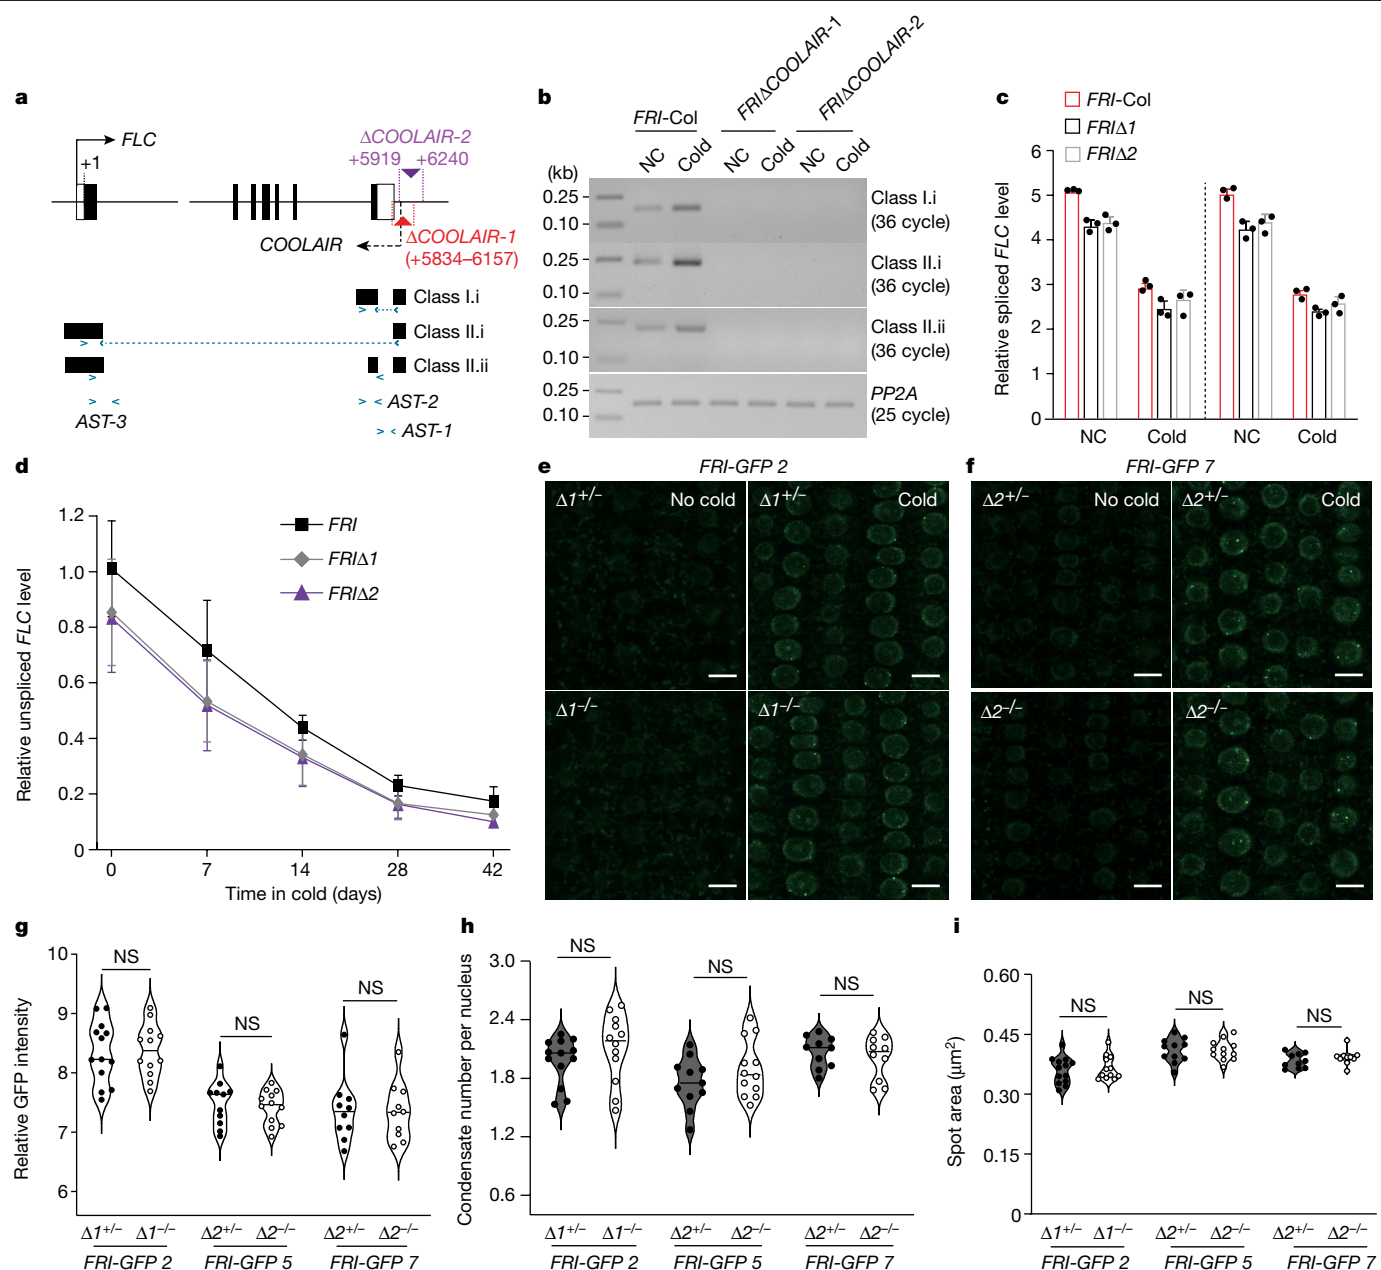 a
FLC
+1
ΔCOOLAIR-2
+5919 +6240
COOLAIR
ΔCOOLAIR-1
(+5834–6157)
Class I.i
Class II.i
Class II.ii
AST-2
AST-3
AST-1
b
FRI-Col
FRIΔCOOLAIR-1
FRIΔCOOLAIR-2
NC Cold NC Cold NC Cold
(kb)
0.25
0.10
Class I.i
(36 cycle)
0.25
0.10
Class II.i
(36 cycle)
0.25
0.10
Class II.ii
(36 cycle)
0.25
0.10
PP2A
(25 cycle)
c
FRI-Col
FRIΔ1
FRIΔ2
Relative spliced FLC level
6
5
4
3
2
1
0
NC Cold NC Cold
d
Relative unspliced FLC level
1.2
1.0
0.8
0.6
0.4
0.2
0
FRI
FRIΔ1
FRIΔ2
0 7 14 28 42
Time in cold (days)
e
FRI-GFP 2
Δ1+/– No cold
Δ1+/– Cold
Δ1–/–
Δ1–/–
f
FRI-GFP 7
Δ2+/– No cold
Δ2+/– Cold
Δ2–/–
Δ2–/–
g
Relative GFP intensity
10
9
8
7
6
NS
NS
NS
Δ1+/– Δ1–/– Δ2+/– Δ2–/– Δ2+/– Δ2–/–
FRI-GFP 2 FRI-GFP 5 FRI-GFP 7
h
Condensate number per nucleus
3.0
2.4
1.8
1.2
0.6
NS
NS
NS
Δ1+/– Δ1–/– Δ2+/– Δ2–/– Δ2+/– Δ2–/–
FRI-GFP 2 FRI-GFP 5 FRI-GFP 7
i
Spot area (μm²)
0.60
0.45
0.30
0.15
0
NS
NS
NS
Δ1+/– Δ1–/– Δ2+/– Δ2–/– Δ2+/– Δ2–/–
FRI-GFP 2 FRI-GFP 5 FRI-GFP 7